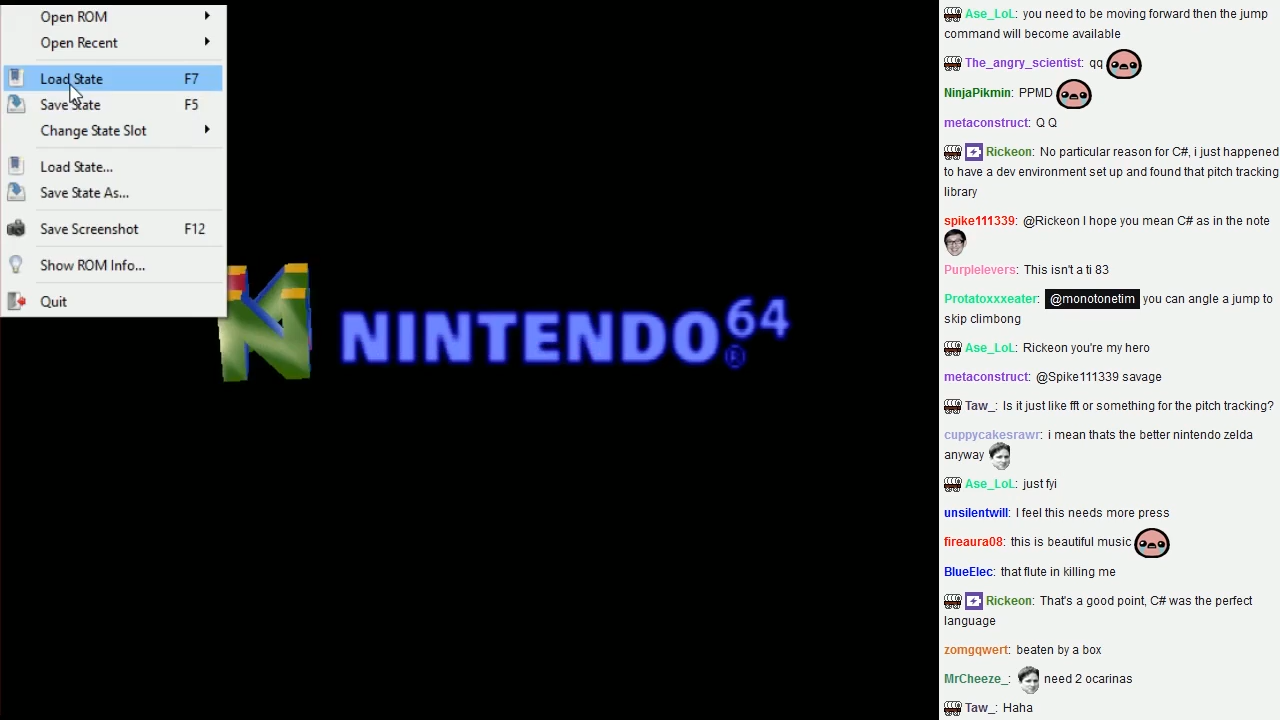 Open ROM
Open Recent
Load State F7
Save State F5
Change State Slot
Load State...
Save State As...
Save Screenshot F12
Show ROM Info...
Quit
NINTENDO64
®
Ase_LoL: you need to be moving forward then the jump
command will become available
The_angry_scientist: qq
NinjaPikmin: PPMD
metaconstruct: Q Q
Rickeon: No particular reason for C#, i just happened
to have a dev environment set up and found that pitch tracking
library
spike111339: @Rickeon I hope you mean C# as in the note
Purplelevers: This isn't a ti 83
Protatoxxxeater: @monotonetim you can angle a jump to
skip climbong
Ase_LoL: Rickeon you're my hero
metaconstruct: @Spike111339 savage
Taw_: Is it just like fft or something for the pitch tracking?
cuppycakesrawr: i mean thats the better nintendo zelda
anyway
Ase_LoL: just fyi
unsilentwill: I feel this needs more press
fireaura08: this is beautiful music
BlueElec: that flute in killing me
Rickeon: That's a good point, C# was the perfect
language
zomgqwert: beaten by a box
MrCheeze_: need 2 ocarinas
Taw_: Haha